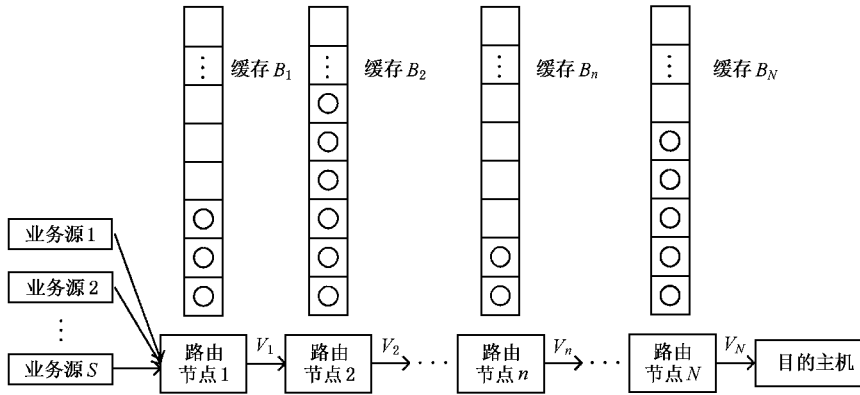 缓存 B₁
缓存 B₂
缓存 Bₙ
缓存 B_N
业务源 1
业务源 2
业务源 S
路由
节点 1
V₁
路由
节点 2
V₂
路由
节点 n
Vₙ
路由
节点 N
V_N
目的主机